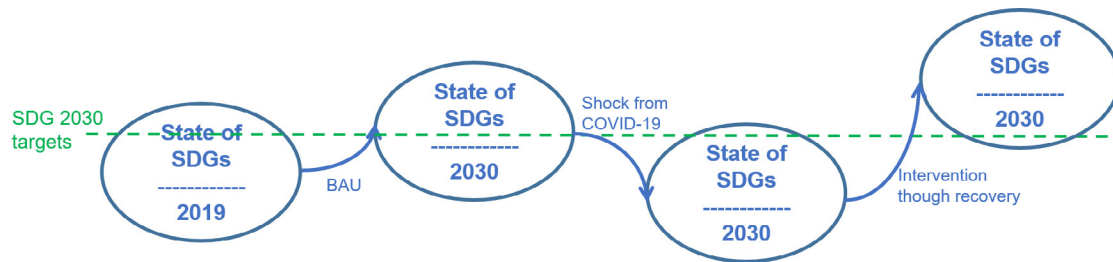 SDG 2030
targets
State of
SDGs
------------
2019
BAU
State of
SDGs
------------
2030
Shock from
COVID-19
State of
SDGs
------------
2030
Intervention
though recovery
State of
SDGs
------------
2030